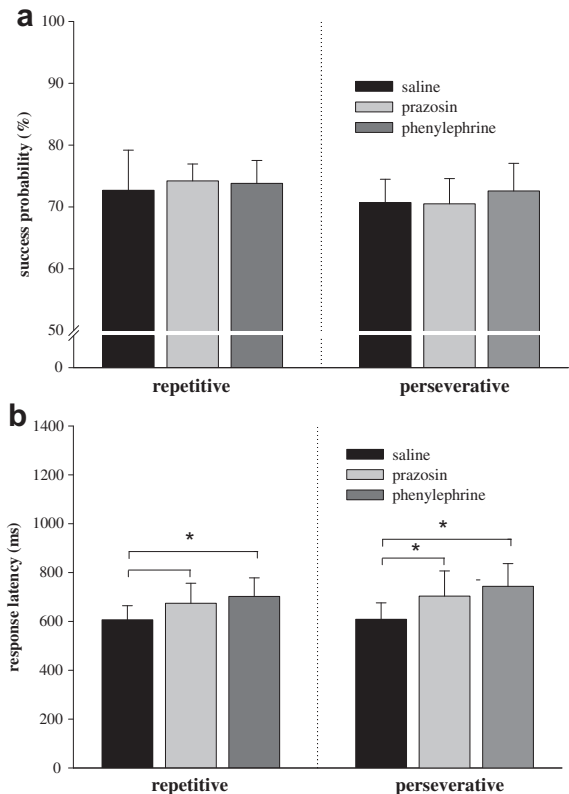 a
100
90
80
70
60
50
0
success probability (%)
saline
prazosin
phenylephrine
repetitive
perseverative
b
1400
1200
1000
800
600
400
200
0
response latency (ms)
saline
prazosin
phenylephrine
*
*
*
repetitive
perseverative